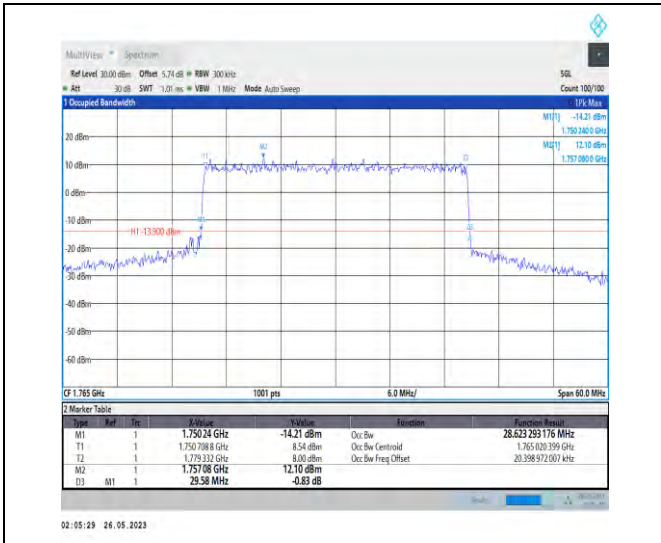 MultiView Spectrum
Ref Level 30.00 dBm Offset 5.74 dB RBW 300 kHz SGL
Att 30 dB SWT 1.01 ms VBW 1 MHz Mode Auto Sweep Count 100/100
1 Occupied Bandwidth 1Pk Max
M1[1] -14.21 dBm
1.750 240 0 GHz
M2[1] 12.10 dBm
1.757 080 0 GHz
20 dBm
10 dBm
0 dBm
-10 dBm
H1 -13.900 dBm
-20 dBm
-30 dBm
-40 dBm
-50 dBm
-60 dBm
T1
M2
T2
M1
D3
CF 1.765 GHz 1001 pts 6.0 MHz/ Span 60.0 MHz
2 Marker Table
Type Ref Trc X-Value Y-Value Function Function Result
M1 1 1.750 24 GHz -14.21 dBm Occ Bw 28.623 293 176 MHz
T1 1 1.750 708 8 GHz 8.54 dBm Occ Bw Centroid 1.765 020 399 GHz
T2 1 1.779 332 GHz 8.00 dBm Occ Bw Freq Offset 20.398 972 007 kHz
M2 1 1.757 08 GHz 12.10 dBm
D3 M1 1 29.58 MHz -0.83 dB
02:05:29 26.05.2023